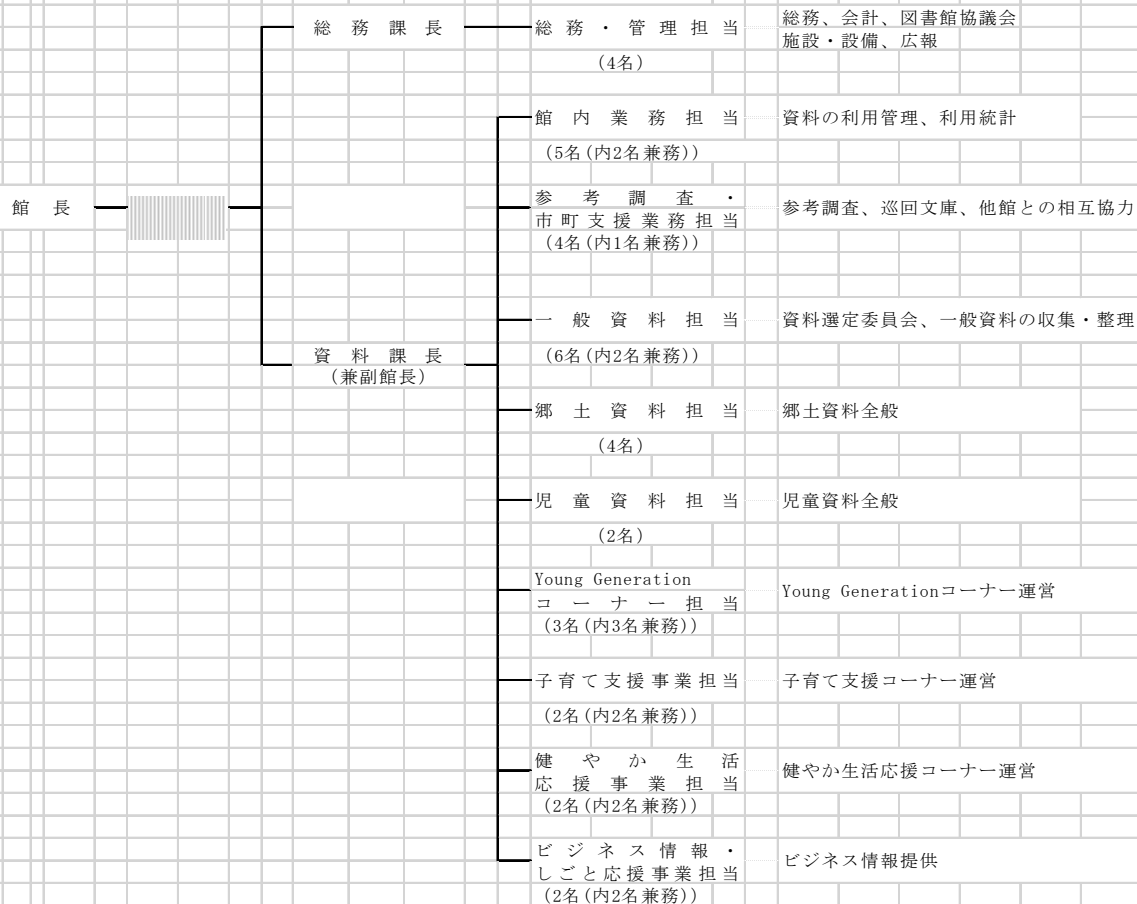 総務課長
総務・管理担当
(4名)
総務、会計、図書館協議会
施設・設備、広報
館内業務担当
(5名(内2名兼務))
資料の利用管理、利用統計
館長
参考調査・
市町支援業務担当
(4名(内1名兼務))
参考調査、巡回文庫、他館との相互協力
一般資料担当
(6名(内2名兼務))
資料選定委員会、一般資料の収集・整理
資料課長
(兼副館長)
郷土資料担当
(4名)
郷土資料全般
児童資料担当
(2名)
児童資料全般
Young Generation
コーナー担当
(3名(内3名兼務))
Young Generationコーナー運営
子育て支援事業担当
(2名(内2名兼務))
子育て支援コーナー運営
健やか生活
応援事業担当
(2名(内2名兼務))
健やか生活応援コーナー運営
ビジネス情報・
しごと応援事業担当
(2名(内2名兼務))
ビジネス情報提供